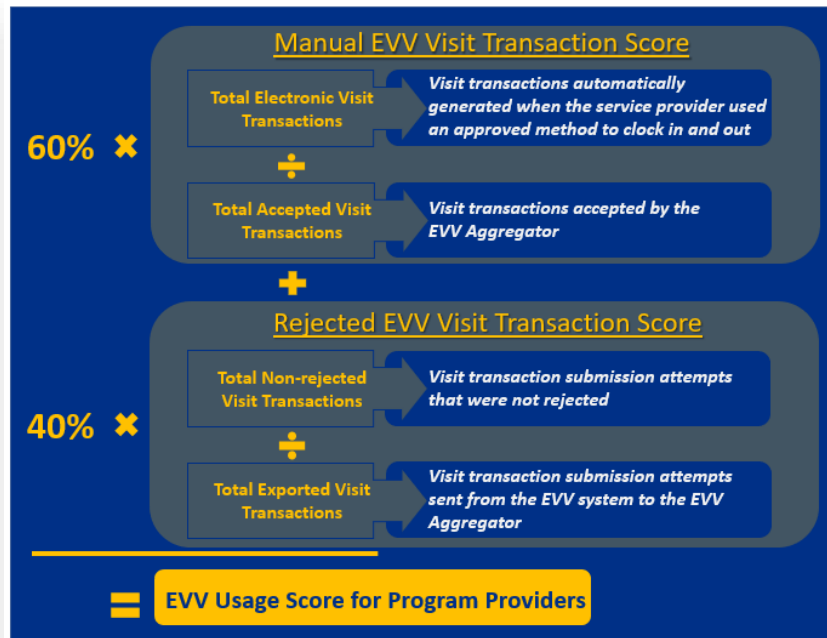 Manual EVV Visit Transaction Score
Total Electronic Visit
Transactions
Visit transactions automatically
generated when the service provider used
an approved method to clock in and out
60% ✖
÷
Total Accepted Visit
Transactions
Visit transactions accepted by the
EVV Aggregator
+
Rejected EVV Visit Transaction Score
Total Non-rejected
Visit Transactions
Visit transaction submission attempts
that were not rejected
40% ✖
÷
Total Exported Visit
Transactions
Visit transaction submission attempts
sent from the EVV system to the EVV
Aggregator
= EVV Usage Score for Program Providers